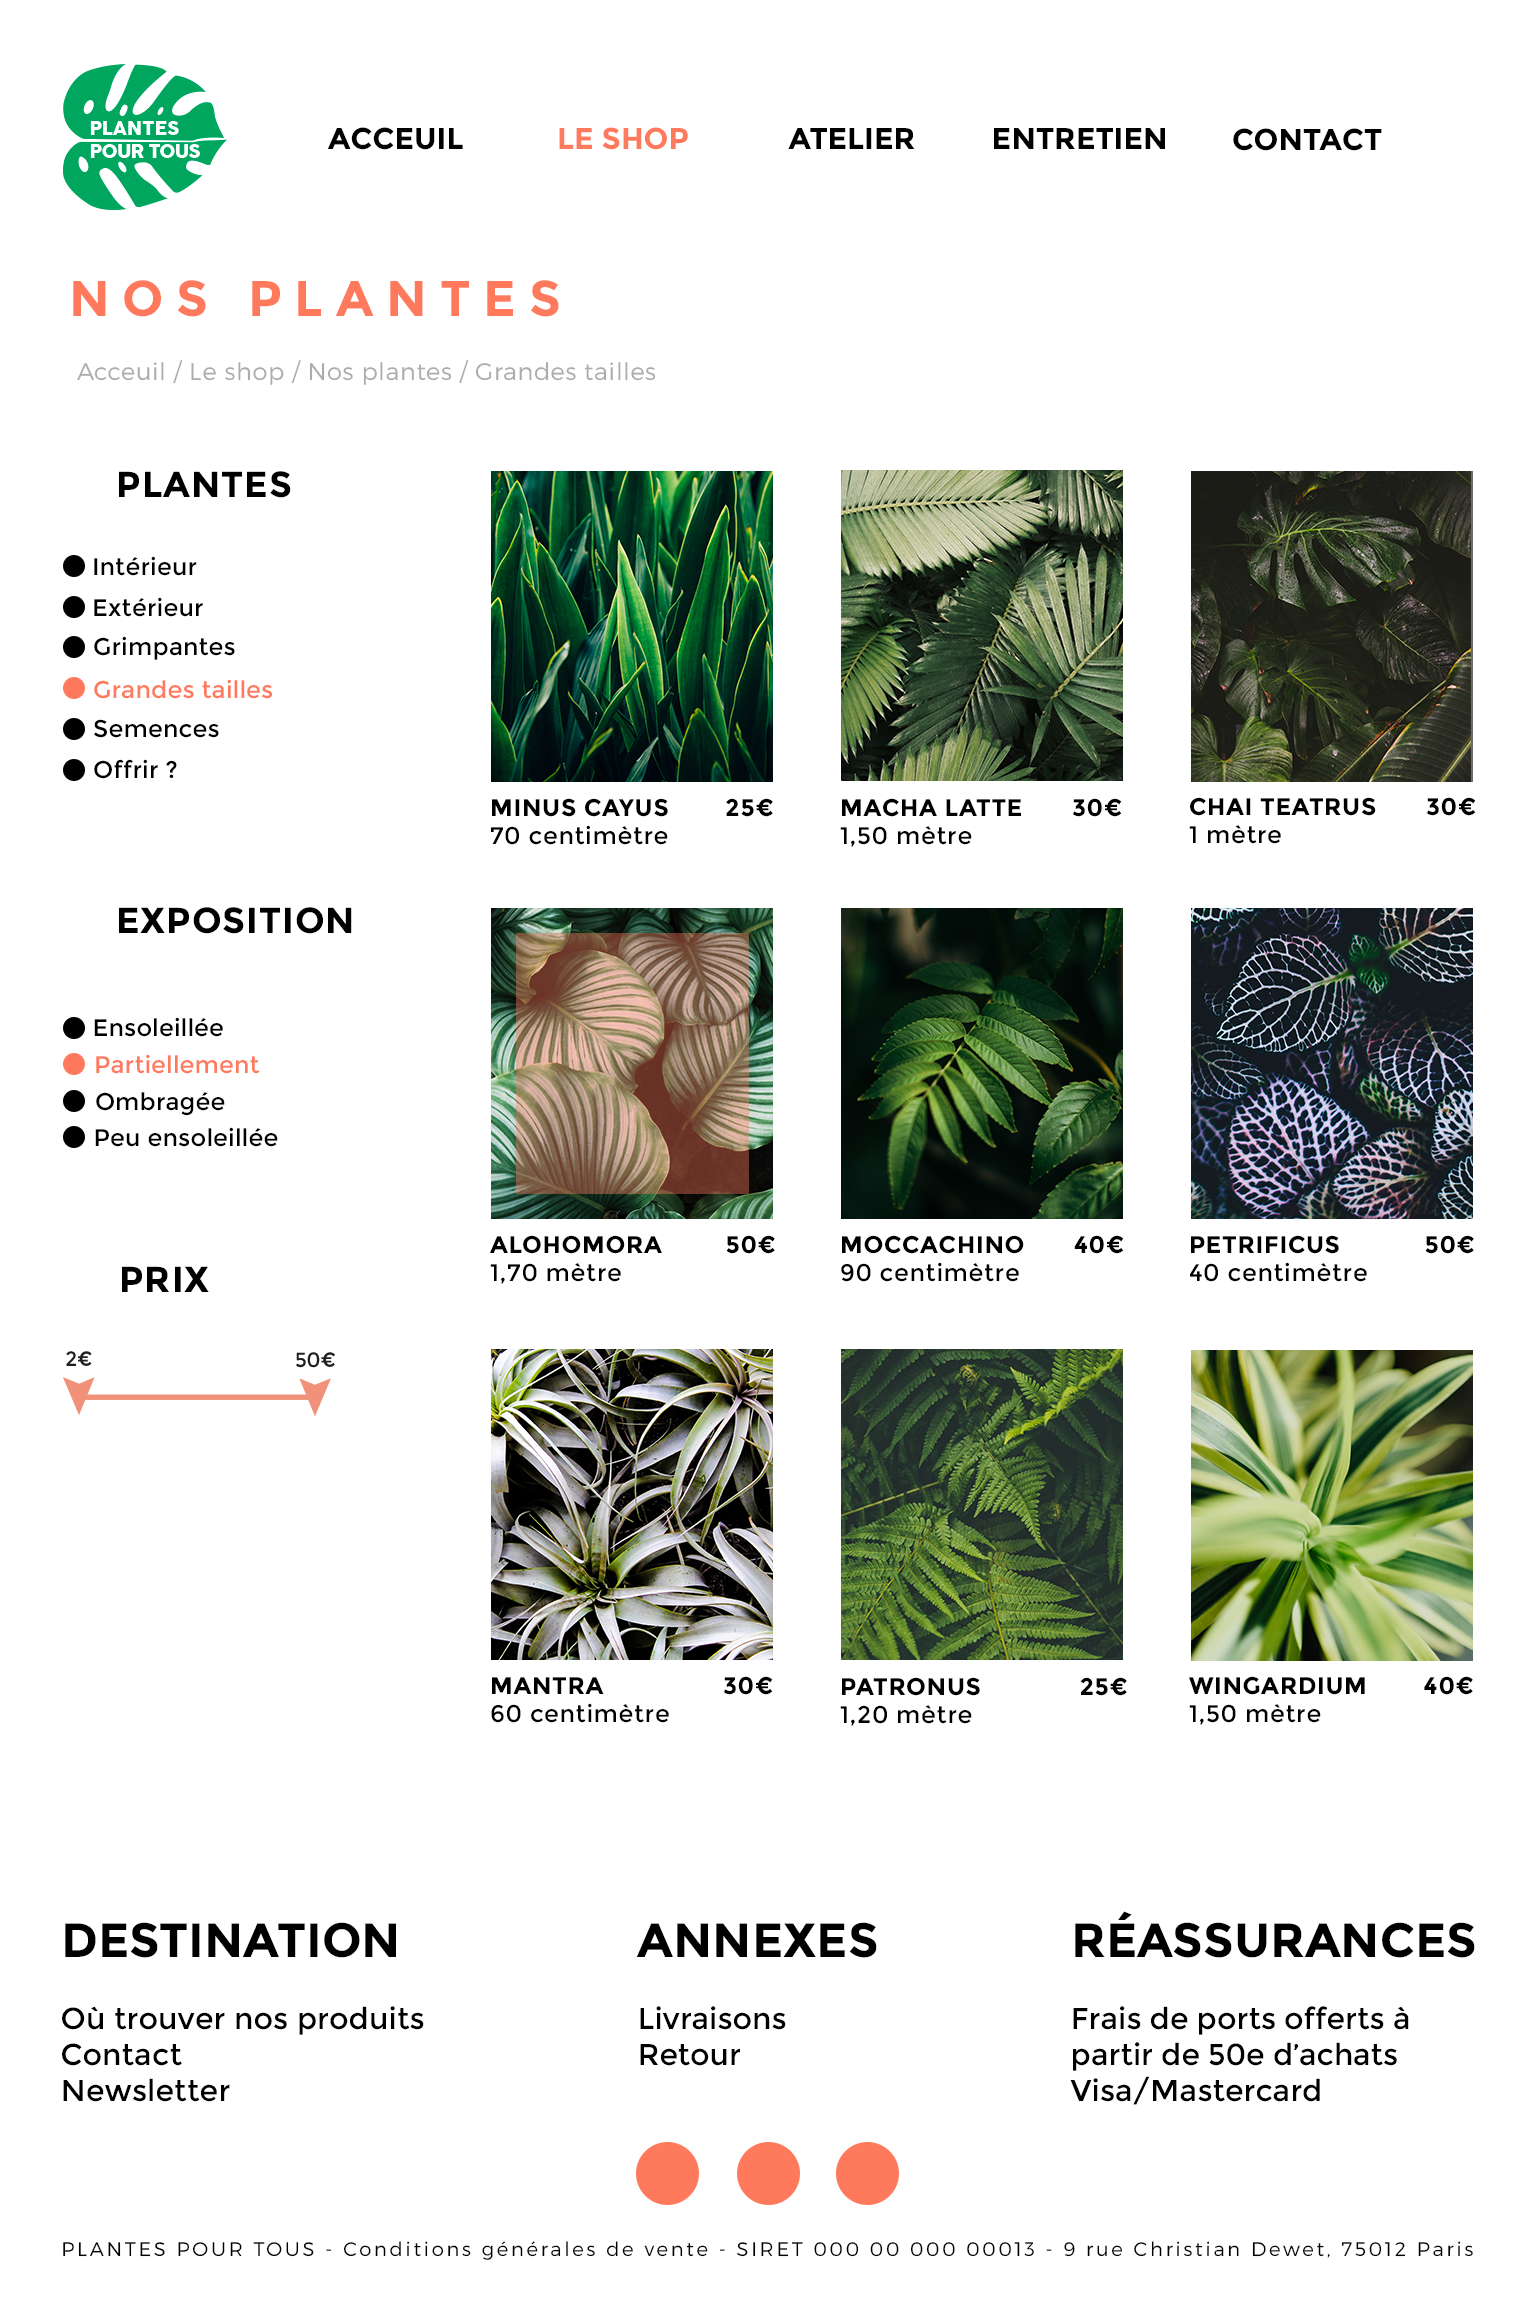 PLANTES
POUR TOUS
ACCEUIL
LE SHOP
ATELIER
ENTRETIEN
CONTACT
NOS PLANTES
Acceuil / Le shop / Nos plantes / Grandes tailles
PLANTES
Intérieur
Extérieur
Grimpantes
Grandes tailles
Semences
Offrir ?
EXPOSITION
Ensoleillée
Partiellement
Ombragée
Peu ensoleillée
PRIX
2€ 50€
MINUS CAYUS 25€
70 centimètre
MACHA LATTE 30€
1,50 mètre
CHAI TEATRUS 30€
1 mètre
ALOHOMORA 50€
1,70 mètre
MOCCACHINO 40€
90 centimètre
PETRIFICUS 50€
40 centimètre
MANTRA 30€
60 centimètre
PATRONUS 25€
1,20 mètre
WINGARDIUM 40€
1,50 mètre
DESTINATION
Où trouver nos produits
Contact
Newsletter
ANNEXES
Livraisons
Retour
RÉASSURANCES
Frais de ports offerts à
partir de 50e d’achats
Visa/Mastercard
PLANTES POUR TOUS - Conditions générales de vente - SIRET 000 00 000 00013 - 9 rue Christian Dewet, 75012 Paris